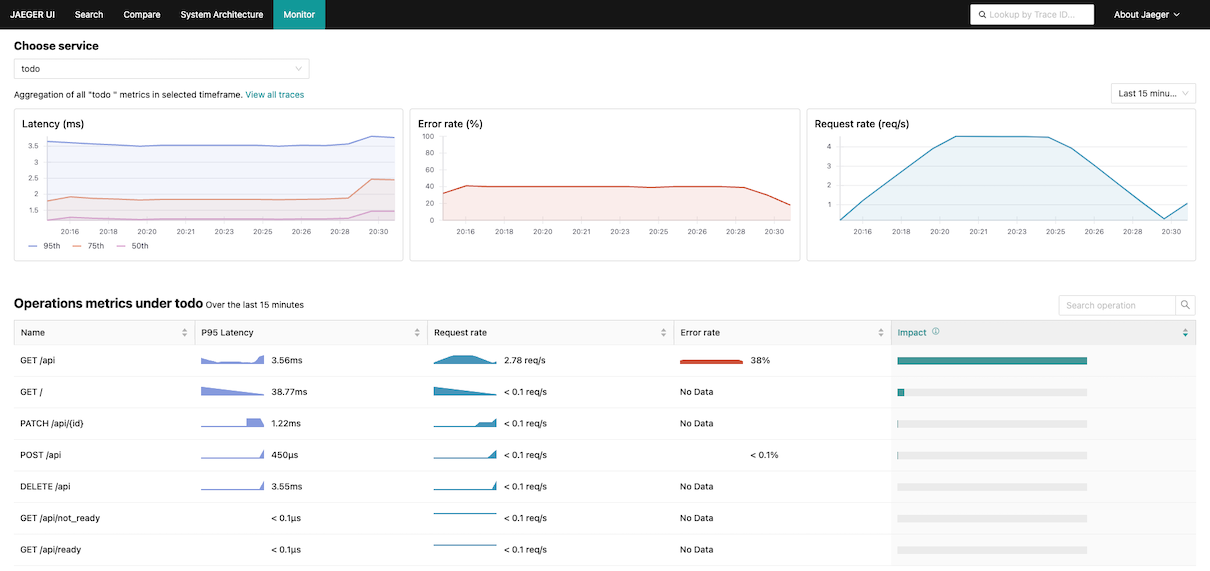 JAEGER UI Search Compare System Architecture Monitor Lookup by Trace ID... About Jaeger
Choose service
todo
Aggregation of all "todo " metrics in selected timeframe. View all traces
Last 15 minu...
Latency (ms)
3.5
3
2.5
2
1.5
20:16 20:18 20:20 20:21 20:23 20:25 20:26 20:28 20:30
95th 75th 50th
Error rate (%)
100
80
60
40
20
0
20:16 20:18 20:20 20:21 20:23 20:25 20:26 20:28 20:30
Request rate (req/s)
4
3
2
1
20:16 20:18 20:20 20:21 20:23 20:25 20:26 20:28 20:30
Operations metrics under todo Over the last 15 minutes
Search operation
Name P95 Latency Request rate Error rate Impact
GET /api 3.56ms 2.78 req/s 38%
GET / 38.77ms < 0.1 req/s No Data
PATCH /api/{id} 1.22ms < 0.1 req/s No Data
POST /api 450μs < 0.1 req/s < 0.1%
DELETE /api 3.55ms < 0.1 req/s No Data
GET /api/not_ready < 0.1μs < 0.1 req/s No Data
GET /api/ready < 0.1μs < 0.1 req/s No Data